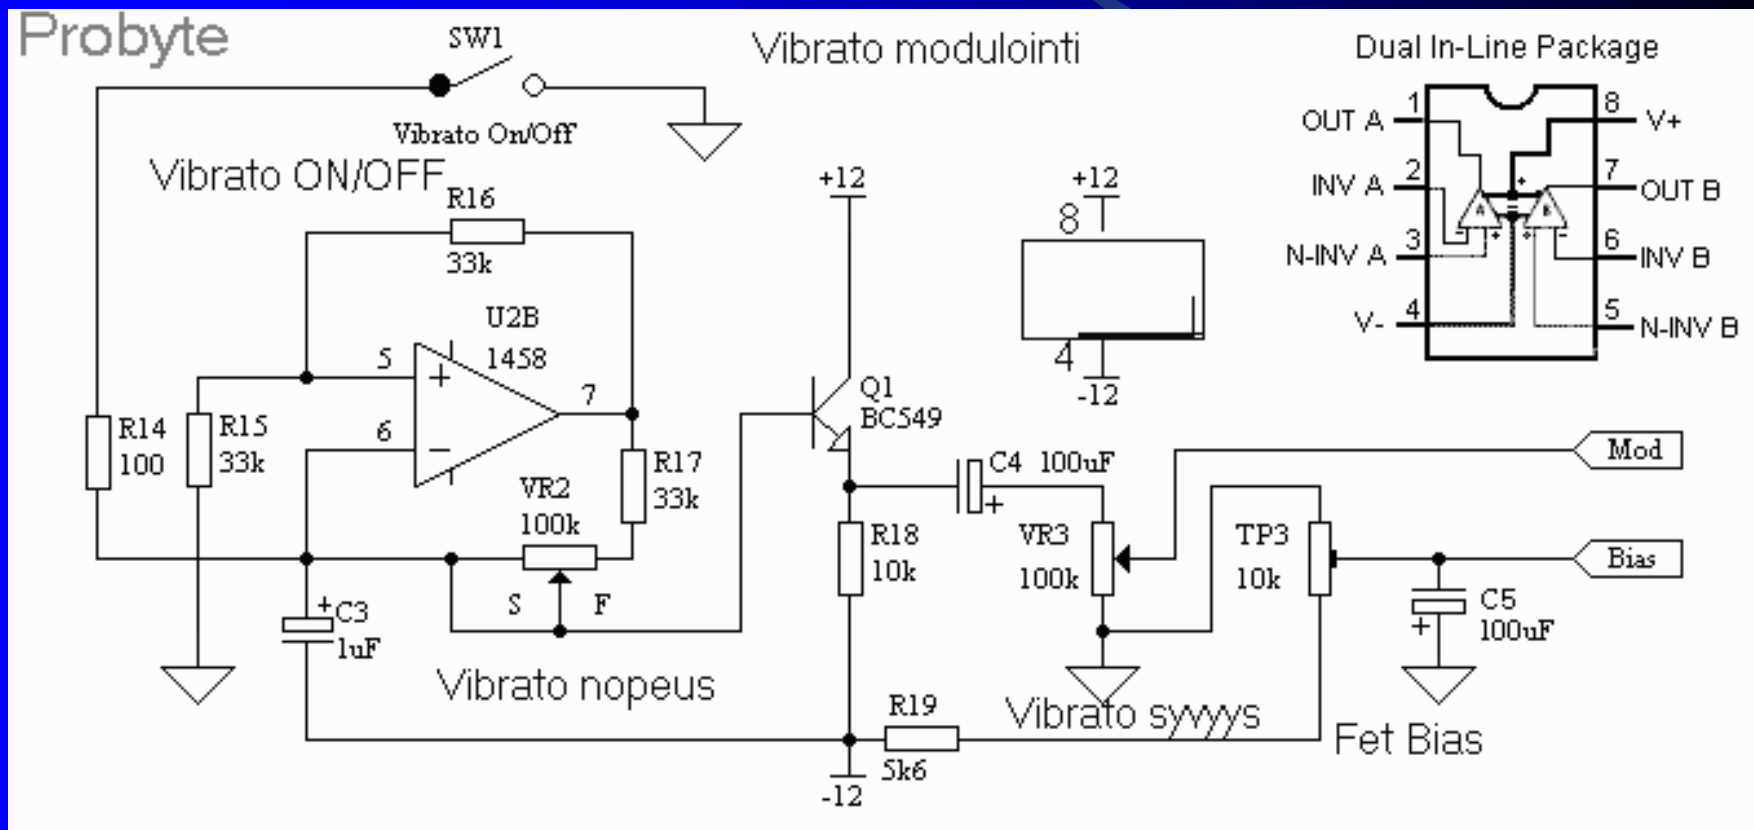 Probyte
SW1
Vibrato modulointi
Dual In-Line Package
Vibrato On/Off
Vibrato ON/OFF
1
8
OUT A
V+
2
7
INV A
OUT B
A
B
3
6
N-INV A
INV B
4
5
V-
N-INV B
+12
+12
8
4
-12
R16
33k
U2B
1458
5
+
7
6
−
Q1
BC549
R14
100
R15
33k
R17
33k
VR2
100k
C4 100uF
+
Mod
R18
10k
VR3
100k
TP3
10k
Bias
S
F
+
C3
1uF
C5
100uF
+
Vibrato nopeus
R19
5k6
Vibrato syvyys
Fet Bias
-12